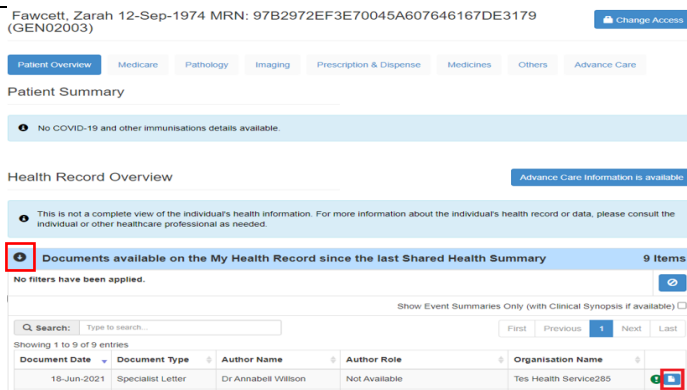 Fawcett, Zarah 12-Sep-1974 MRN: 97B2972EF3E70045A607646167DE3179
(GEN02003)
Change Access
Patient Overview Medicare Pathology Imaging Prescription & Dispense Medicines Others Advance Care
Patient Summary
No COVID-19 and other immunisations details available.
Health Record Overview
Advance Care Information is available
This is not a complete view of the individual's health information. For more information about the individual's health record or data, please consult the
individual or other healthcare professional as needed.
Documents available on the My Health Record since the last Shared Health Summary 9 Items
No filters have been applied.
Show Event Summaries Only (with Clinical Synopsis if available)
Search: Type to search... First Previous 1 Next Last
Showing 1 to 9 of 9 entries
Document Date Document Type Author Name Author Role Organisation Name
18-Jun-2021 Specialist Letter Dr Annabell Willson Not Available Tes Health Service285